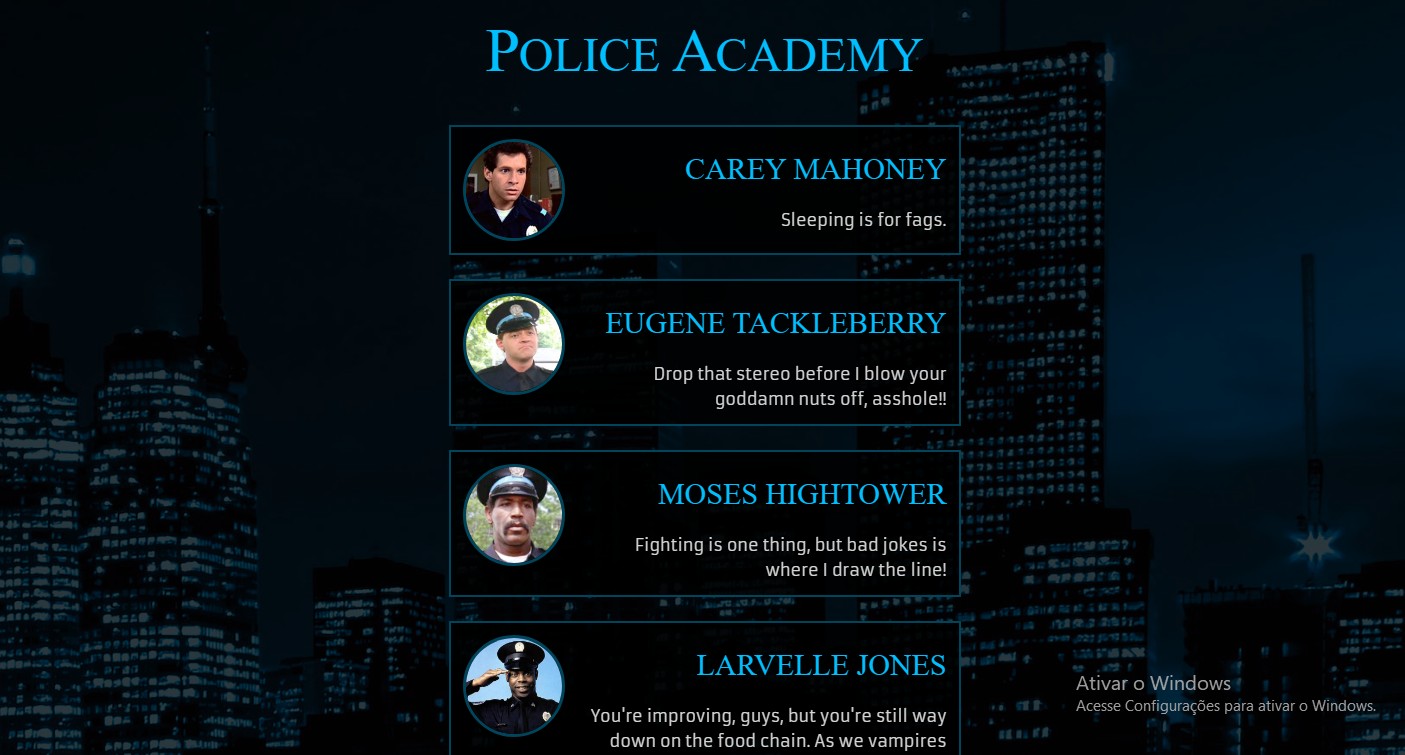 Police Academy
CAREY MAHONEY
Sleeping is for fags.
EUGENE TACKLEBERRY
Drop that stereo before I blow your
goddamn nuts off, asshole!!
MOSES HIGHTOWER
Fighting is one thing, but bad jokes is
where I draw the line!
LARVELLE JONES
You're improving, guys, but you're still way
down on the food chain. As we vampires
Ativar o Windows
Acesse Configurações para ativar o Windows.